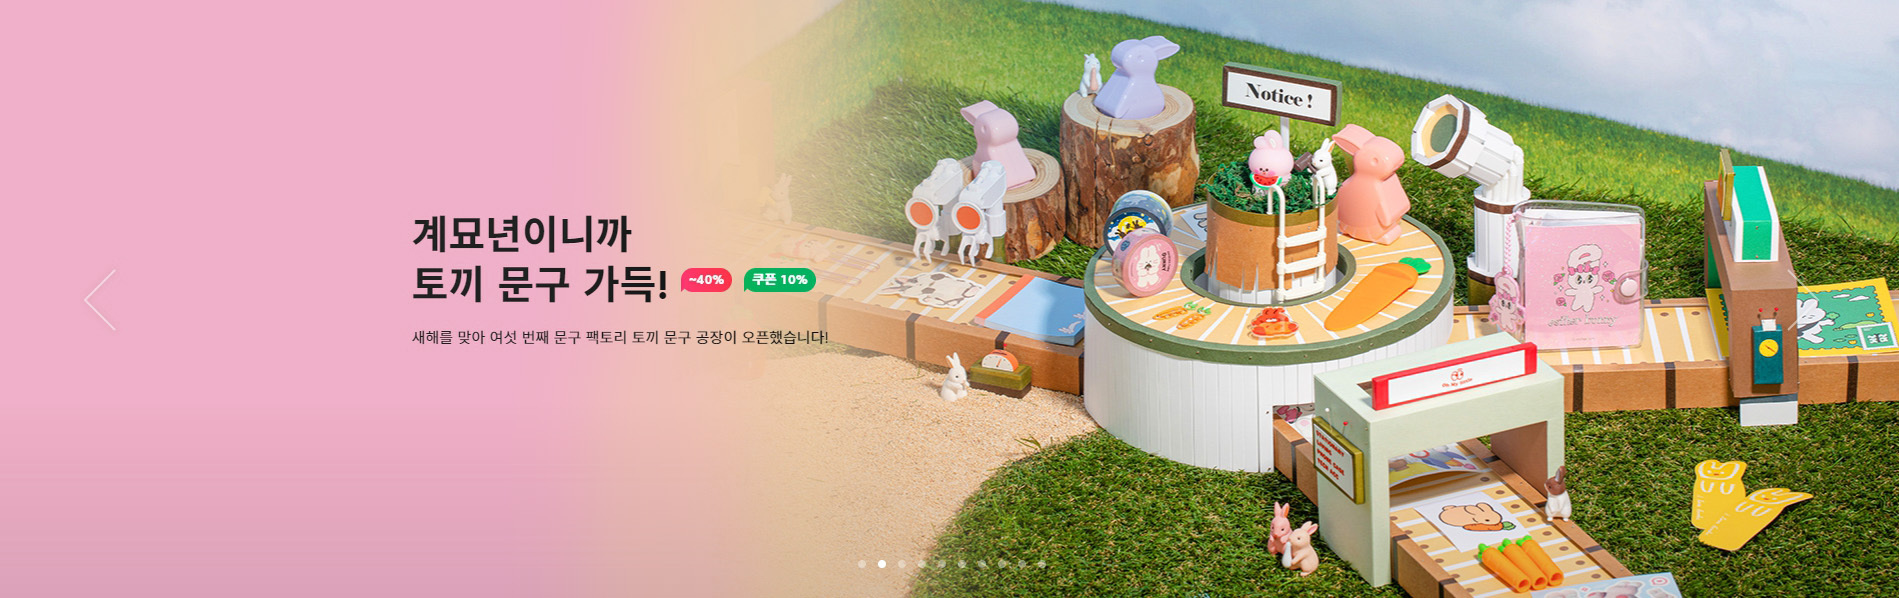 계묘년이니까
토끼 문구 가득!
~40%
쿠폰 10%
새해를 맞아 여섯 번째 문구 팩토리 토끼 문구 공장이 오픈했습니다!
Notice !